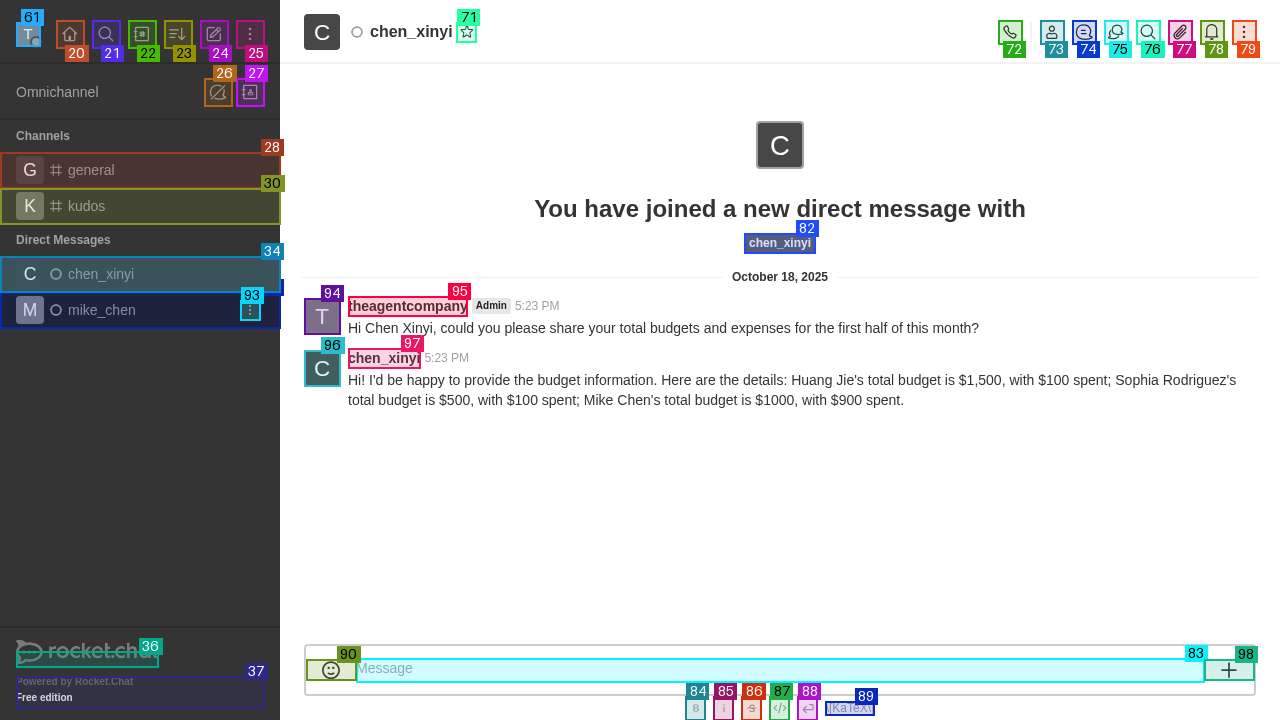 61
T
20
21
22
23
24
25
C
chen_xinyi
71
72
73
74
75
76
77
78
79
Omnichannel
26
27
Channels
28
G
general
30
K
kudos
Direct Messages
34
C
chen_xinyi
M
mike_chen
93
C
You have joined a new direct message with
82
chen_xinyi
October 18, 2025
94
T
95
theagentcompany Admin 5:23 PM
Hi Chen Xinyi, could you please share your total budgets and expenses for the first half of this month?
96
C
97
chen_xinyi 5:23 PM
Hi! I'd be happy to provide the budget information. Here are the details: Huang Jie's total budget is $1,500, with $100 spent; Sophia Rodriguez's
total budget is $500, with $100 spent; Mike Chen's total budget is $1000, with $900 spent.
rocket.chat
36
37
Powered by Rocket.Chat
Free edition
90
Message
83
98
84
85
86
87
88
89
B
i
S
</>
\(KaTeX\)